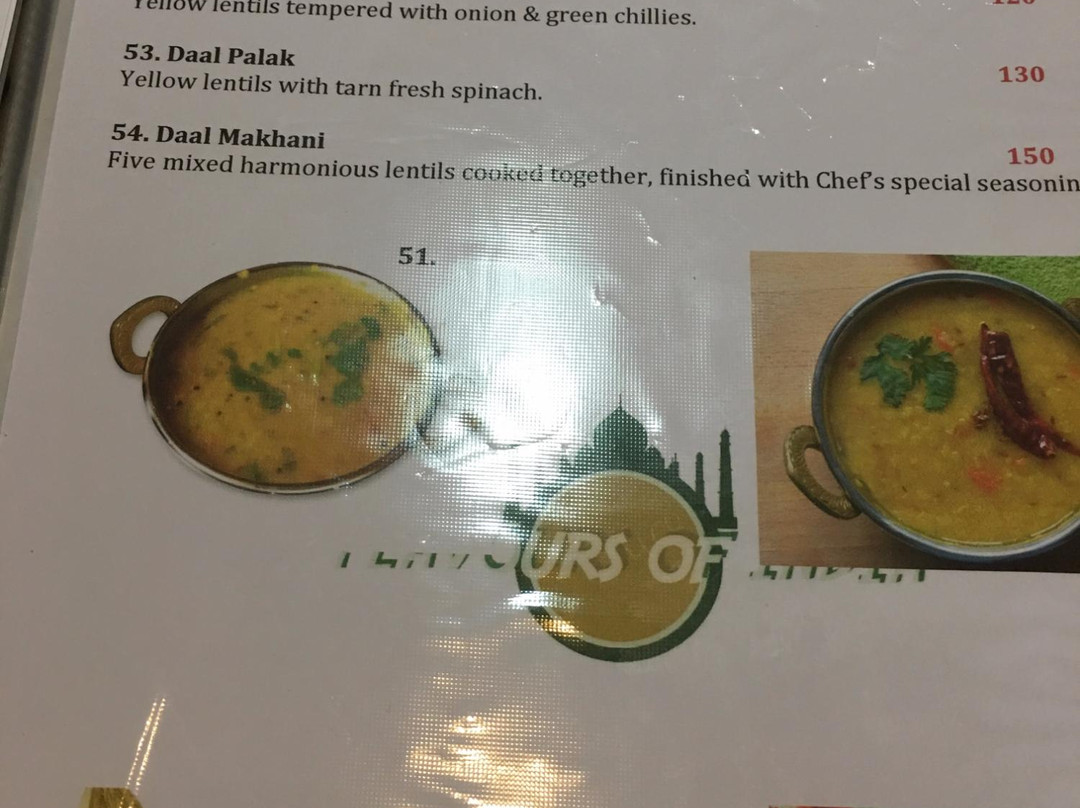 Yellow lentils tempered with onion & green chillies.
120
53. Daal Palak
130
Yellow lentils with tarn fresh spinach.
54. Daal Makhani
150
Five mixed harmonious lentils cooked together, finished with Chef's special seasonin
51.
URS OF